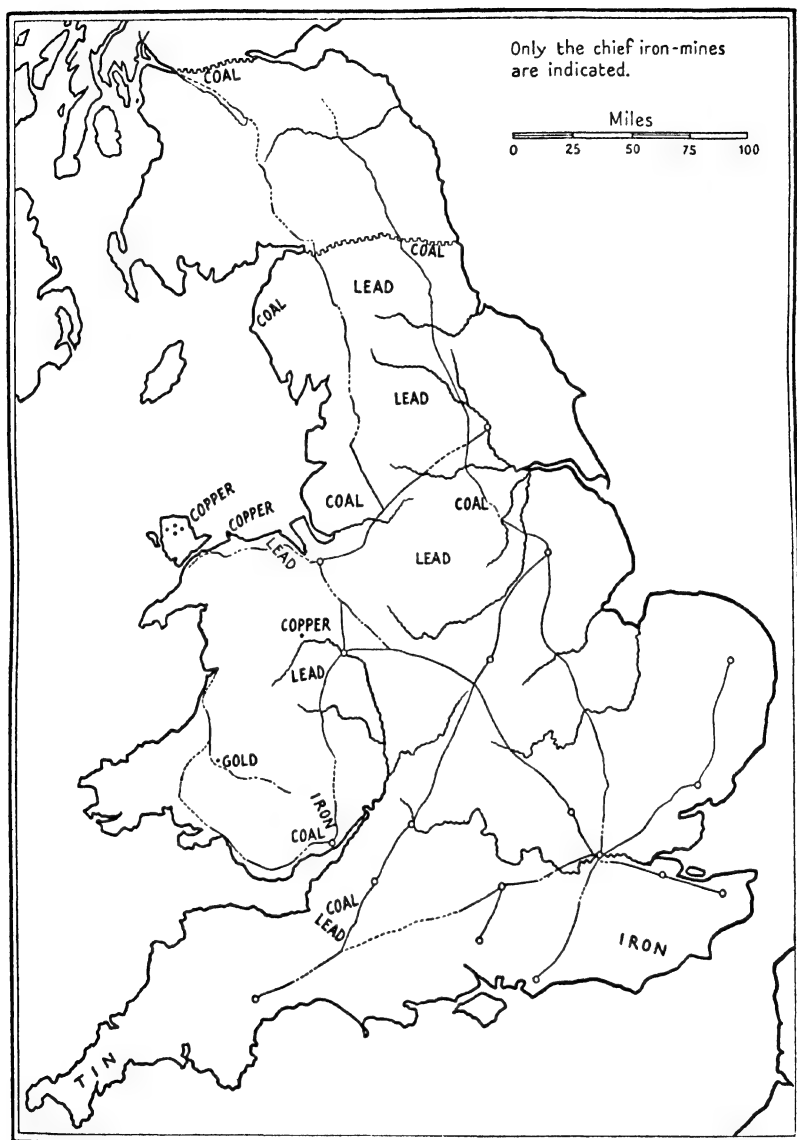 Only the chief iron-mines
are indicated.
Miles
0 25 50 75 100
COAL
COAL
LEAD
COAL
LEAD
COPPER
COPPER
LEAD
COAL
COAL
LEAD
COPPER
LEAD
GOLD
IRON
COAL
COAL
LEAD
IRON
TIN